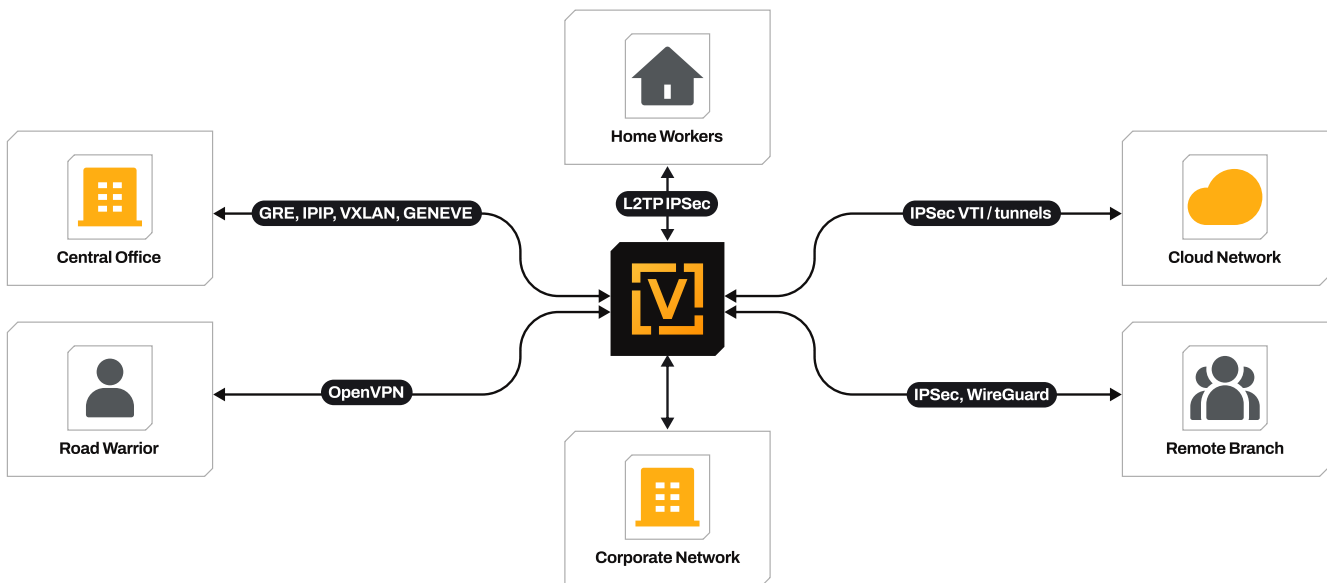 Home Workers
L2TP IPSec
Central Office
GRE, IPIP, VXLAN, GENEVE
IPSec VTI / tunnels
Cloud Network
V
Road Warrior
OpenVPN
IPSec, WireGuard
Remote Branch
Corporate Network